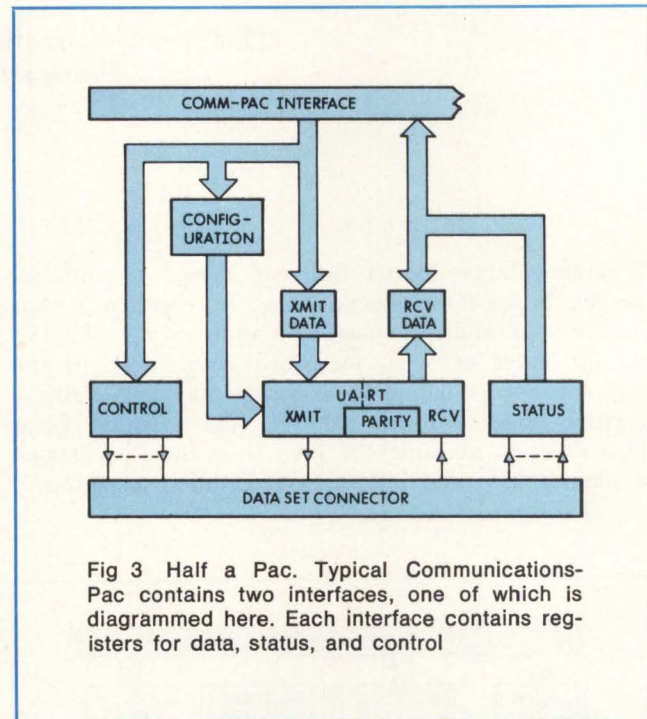 COMM-PAC INTERFACE
CONFIG-
URATION
XMIT
DATA
RCV
DATA
CONTROL
UART
XMIT
PARITY
RCV
STATUS
DATA SET CONNECTOR
Fig 3 Half a Pac. Typical Communications-
Pac contains two interfaces, one of which is
diagrammed here. Each interface contains reg-
isters for data, status, and control